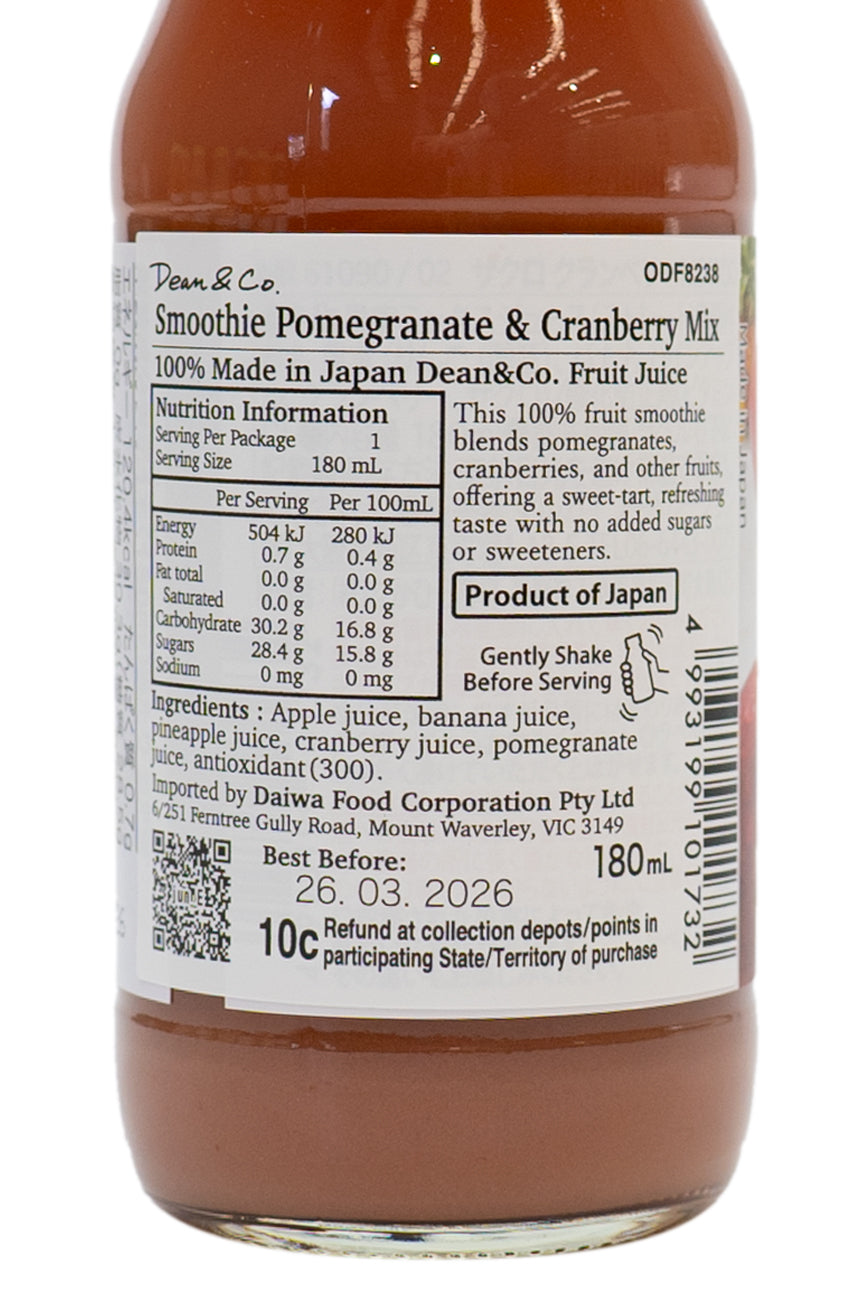 Dean & Co.
ODF8238
Smoothie Pomegranate & Cranberry Mix
100% Made in Japan Dean&Co. Fruit Juice
Nutrition Information
Serving Per Package 1
Serving Size 180 mL
Per Serving Per 100mL
Energy 504 kJ 280 kJ
Protein 0.7 g 0.4 g
Fat total 0.0 g 0.0 g
Saturated 0.0 g 0.0 g
Carbohydrate 30.2 g 16.8 g
Sugars 28.4 g 15.8 g
Sodium 0 mg 0 mg
This 100% fruit smoothie
blends pomegranates,
cranberries, and other fruits,
offering a sweet-tart, refreshing
taste with no added sugars
or sweeteners.
Product of Japan
Gently Shake
Before Serving
Ingredients : Apple juice, banana juice,
pineapple juice, cranberry juice, pomegranate
juice, antioxidant (300).
Imported by Daiwa Food Corporation Pty Ltd
6/251 Ferntree Gully Road, Mount Waverley, VIC 3149
Best Before:
26. 03. 2026
180mL
10c Refund at collection depots/points in
participating State/Territory of purchase
4 993199 101732
Made in Japan